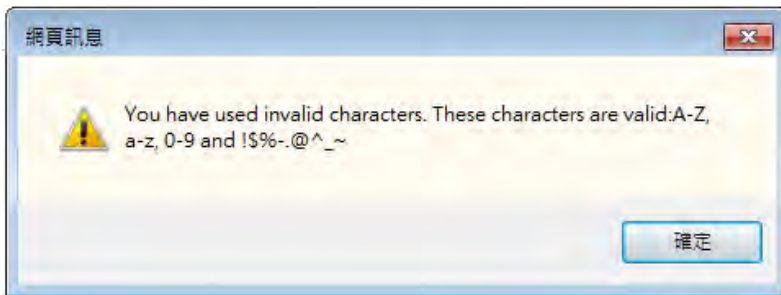 網頁訊息
You have used invalid characters. These characters are valid:A-Z,
a-z, 0-9 and !$%-.@^_~
確定